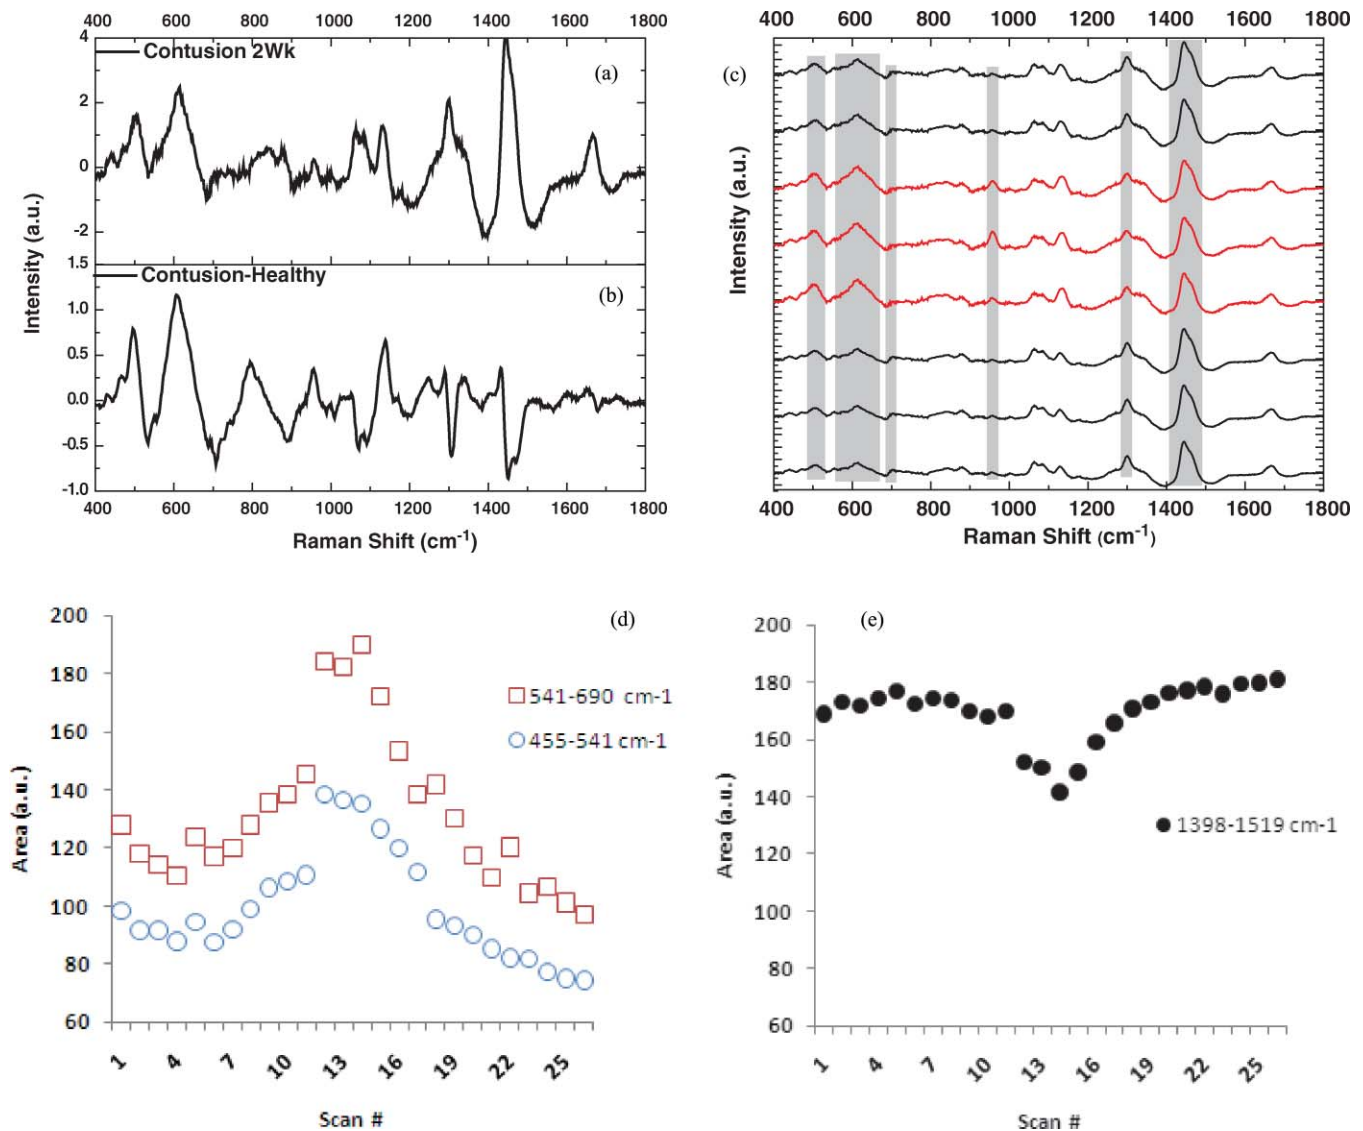 400 600 800 1000 1200 1400 1600 1800
4
Contusion 2Wk
(a)
2
0
-2
1.5
Contusion-Healthy
(b)
1.0
0.5
0.0
-0.5
-1.0
400 600 800 1000 1200 1400 1600 1800
Intensity (a.u.)
Raman Shift (cm-1)
400 600 800 1000 1200 1400 1600 1800
(c)
Intensity (a.u.)
400 600 800 1000 1200 1400 1600 1800
Raman Shift (cm-1)
200
(d)
180
541-690 cm-1
160
455-541 cm-1
140
120
100
80
60
Area (a.u.)
1 4 7 10 13 16 19 22 25
Scan #
200
(e)
180
160
140
1398-1519 cm-1
120
100
80
60
Area (a.u.)
1 4 7 10 13 16 19 22 25
Scan #